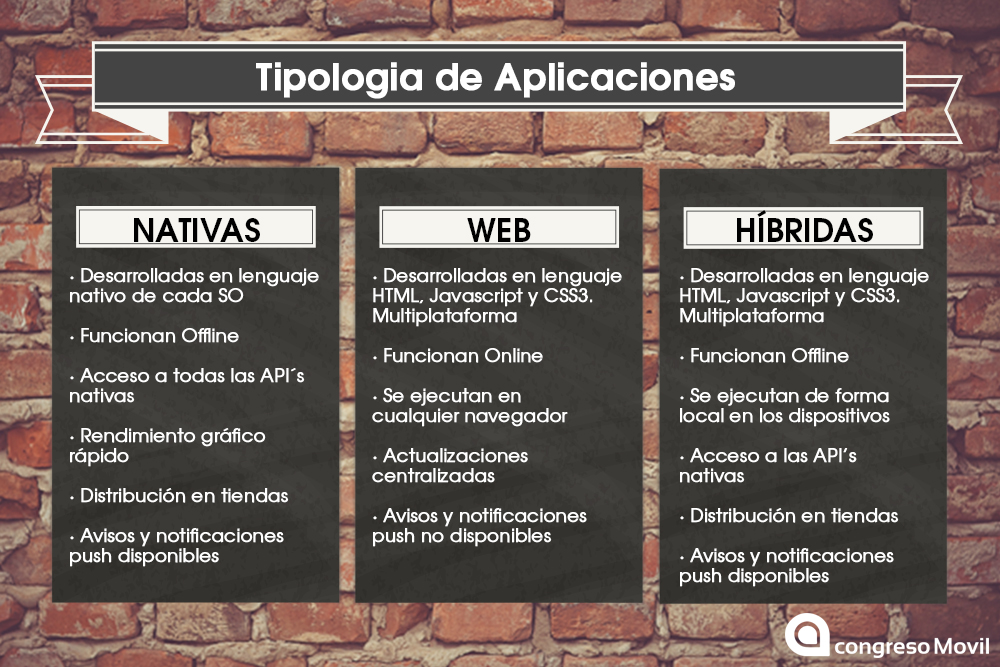 Tipologia de Aplicaciones
NATIVAS
· Desarrolladas en lenguaje
nativo de cada SO
· Funcionan Offline
· Acceso a todas las API´s
nativas
· Rendimiento gráfico
rápido
· Distribución en tiendas
· Avisos y notificaciones
push disponibles
WEB
· Desarrolladas en lenguaje
HTML, Javascript y CSS3.
Multiplataforma
· Funcionan Online
· Se ejecutan en
cualquier navegador
· Actualizaciones
centralizadas
· Avisos y notificaciones
push no disponibles
HÍBRIDAS
· Desarrolladas en lenguaje
HTML, Javascript y CSS3.
Multiplataforma
· Funcionan Offline
· Se ejecutan de forma
local en los dispositivos
· Acceso a las API’s
nativas
· Distribución en tiendas
· Avisos y notificaciones
push disponibles
a congreso Movil